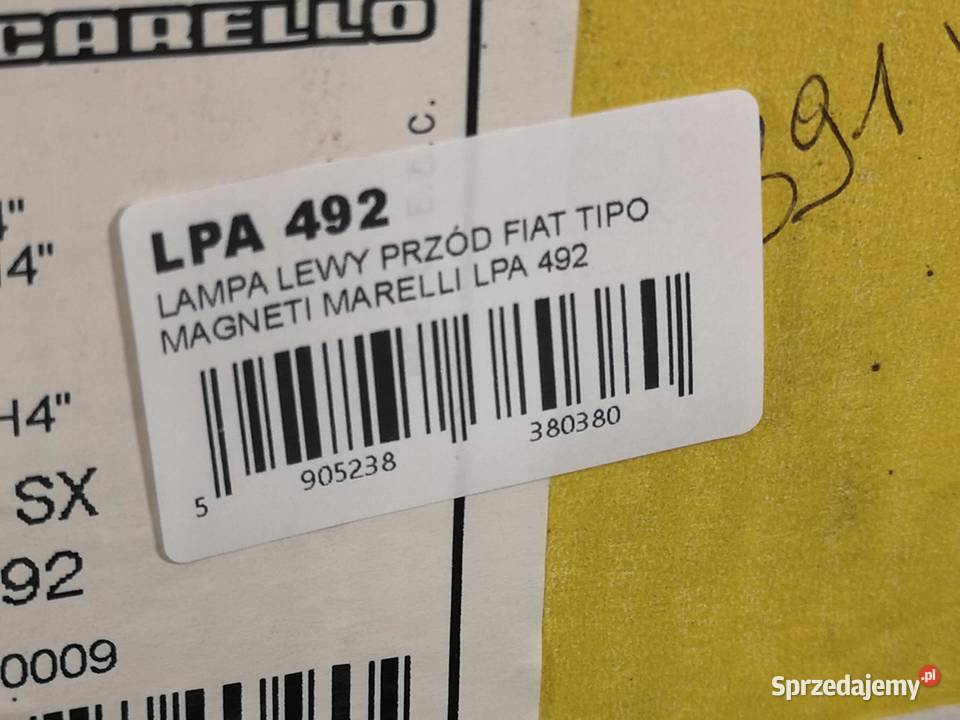 CARELLO
LPA 492
LAMPA LEWY PRZÓD FIAT TIPO
MAGNETI MARELLI LPA 492
5 905238 380380
4"
H4"
SX
92
0009
Sprzedajemy.pl